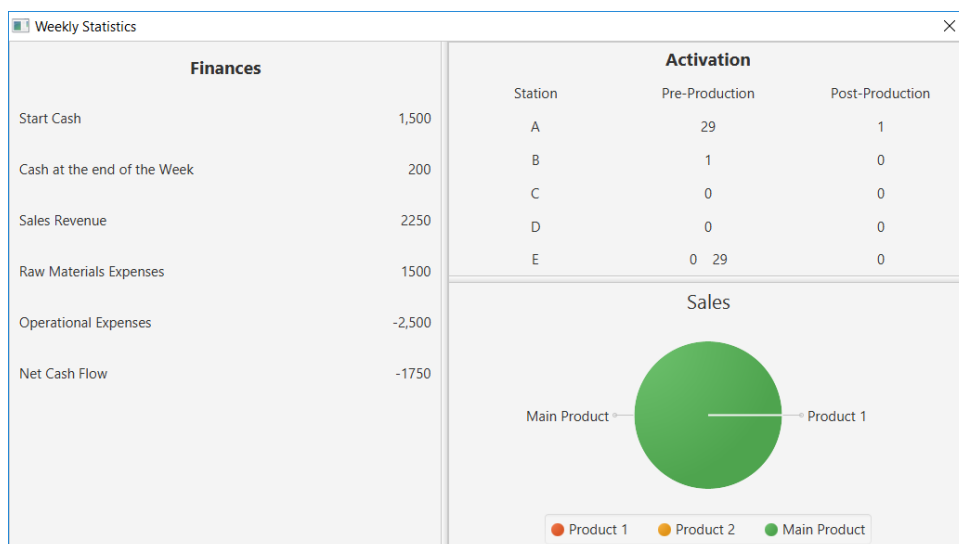 Weekly Statistics
Finances
Start Cash 1,500
Cash at the end of the Week 200
Sales Revenue 2250
Raw Materials Expenses 1500
Operational Expenses -2,500
Net Cash Flow -1750
Activation
Station Pre-Production Post-Production
A 29 1
B 1 0
C 0 0
D 0 0
E 0 29 0
Sales
Main Product Product 1
Product 1 Product 2 Main Product